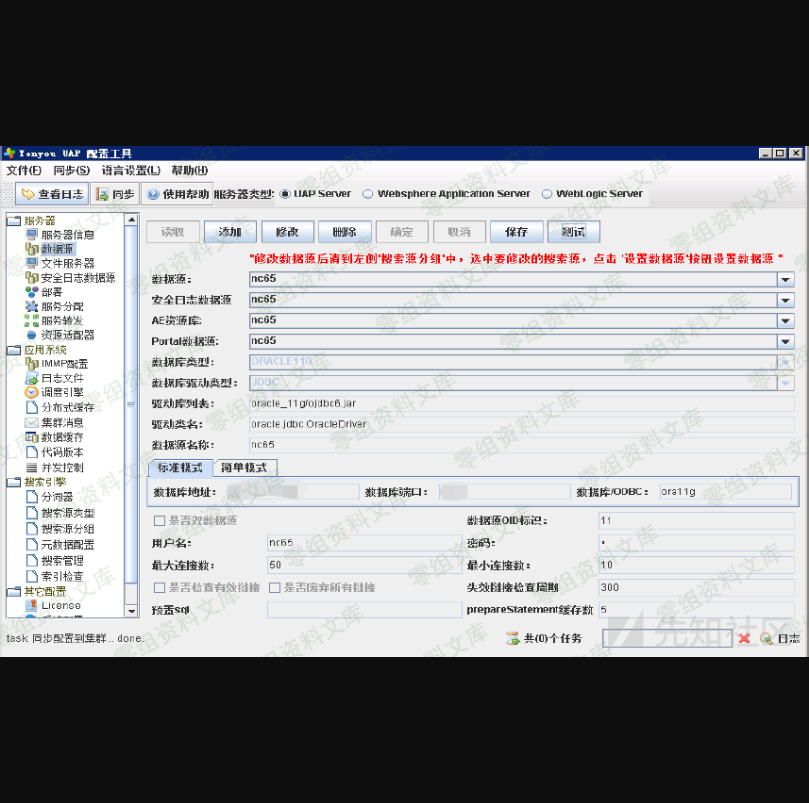 Yonyou UAP 配置工具
文件(F) 同步(S) 语言设置(L) 帮助(H)
查看日志 同步 使用帮助 服务器类型: UAP Server Websphere Application Server WebLogic Server
服务器
服务器信息
数据源
文件服务器
安全日志数据源
部署
服务分配
服务转发
资源适配器
应用系统
IMMP配置
日志文件
调度引擎
分布式缓存
集群消息
数据缓存
代码版本
并发控制
搜索引擎
分词器
搜索源类型
搜索源分组
元数据配置
搜索管理
索引检查
其它配置
License
读取 添加 修改 删除 确定 取消 保存 测试
"修改数据源后请到左侧'搜索源分组'中，选中要修改的搜索源，点击 '设置数据源'按钮设置数据源 "
数据源: nc65
安全日志数据源 nc65
AE资源库: nc65
Portal数据源: nc65
数据库类型: ORACLE11G
数据库驱动类型: JDBC
驱动库列表: oracle_11g/ojdbc6.jar
驱动类名: oracle.jdbc.OracleDriver
数据源名称: nc65
标准模式 简单模式
数据库地址: 数据库端口: 数据库/ODBC: ora11g
是否双数据源 数据源OID标识: 11
用户名: nc65 密码: *
最大连接数: 50 最小连接数: 10
是否检查有效链接 是否废弃所有链接 失效链接检查周期 300
预置sql prepareStatement缓存数 5
task 同步配置到集群... done. 共(0)个任务 日志
先知社区
零组资料文库